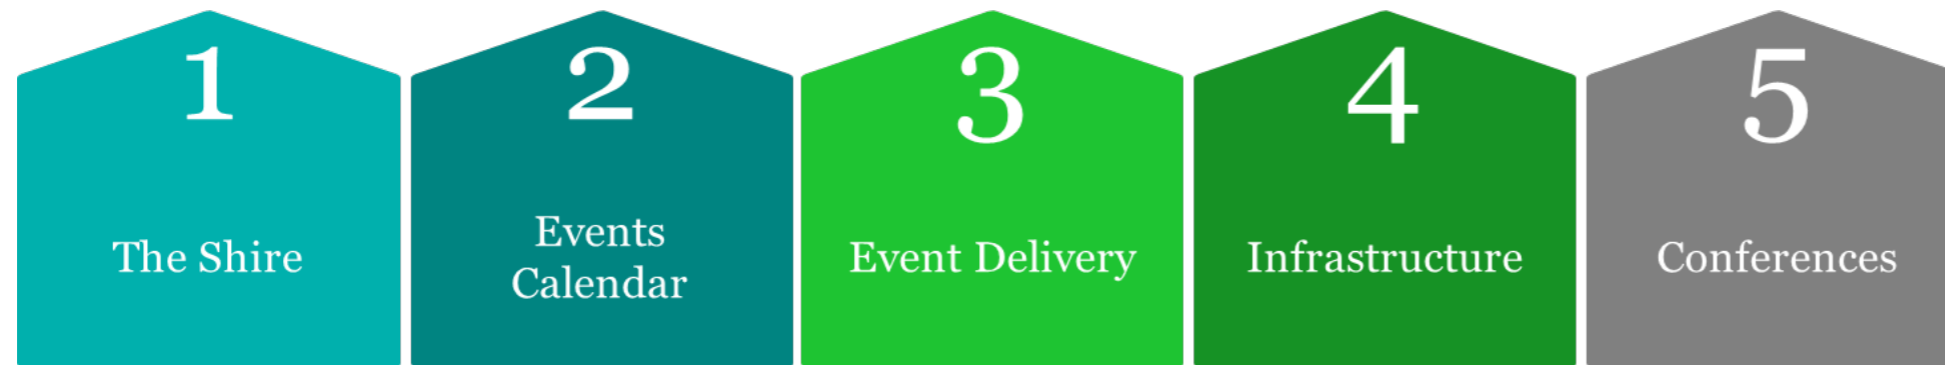 1
The Shire
2
Events
Calendar
3
Event Delivery
4
Infrastructure
5
Conferences